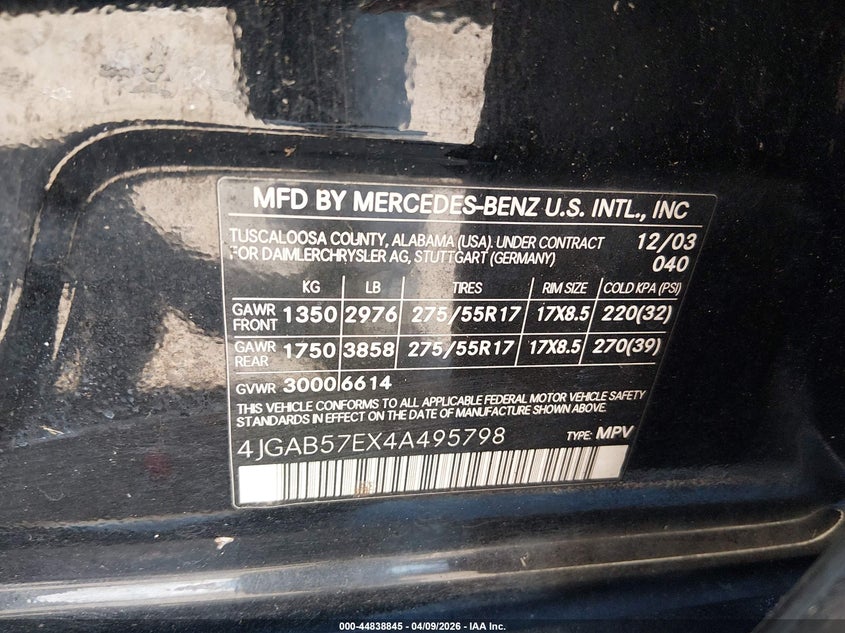 MFD BY MERCEDES-BENZ U.S. INTL., INC
TUSCALOOSA COUNTY, ALABAMA (USA). UNDER CONTRACT 12/03
FOR DAIMLERCHRYSLER AG, STUTTGART (GERMANY) 040
KG LB TIRES RIM SIZE COLD KPA (PSI)
GAWR FRONT 1350 2976 275/55R17 17X8.5 220(32)
GAWR REAR 1750 3858 275/55R17 17X8.5 270(39)
GVWR 3000 6614
THIS VEHICLE CONFORMS TO ALL APPLICABLE FEDERAL MOTOR VEHICLE SAFETY
STANDARDS IN EFFECT ON THE DATE OF MANUFACTURE SHOWN ABOVE.
4JGAB57EX4A495798 TYPE: MPV
000-44838845 - 04/09/2026 - IAA Inc.